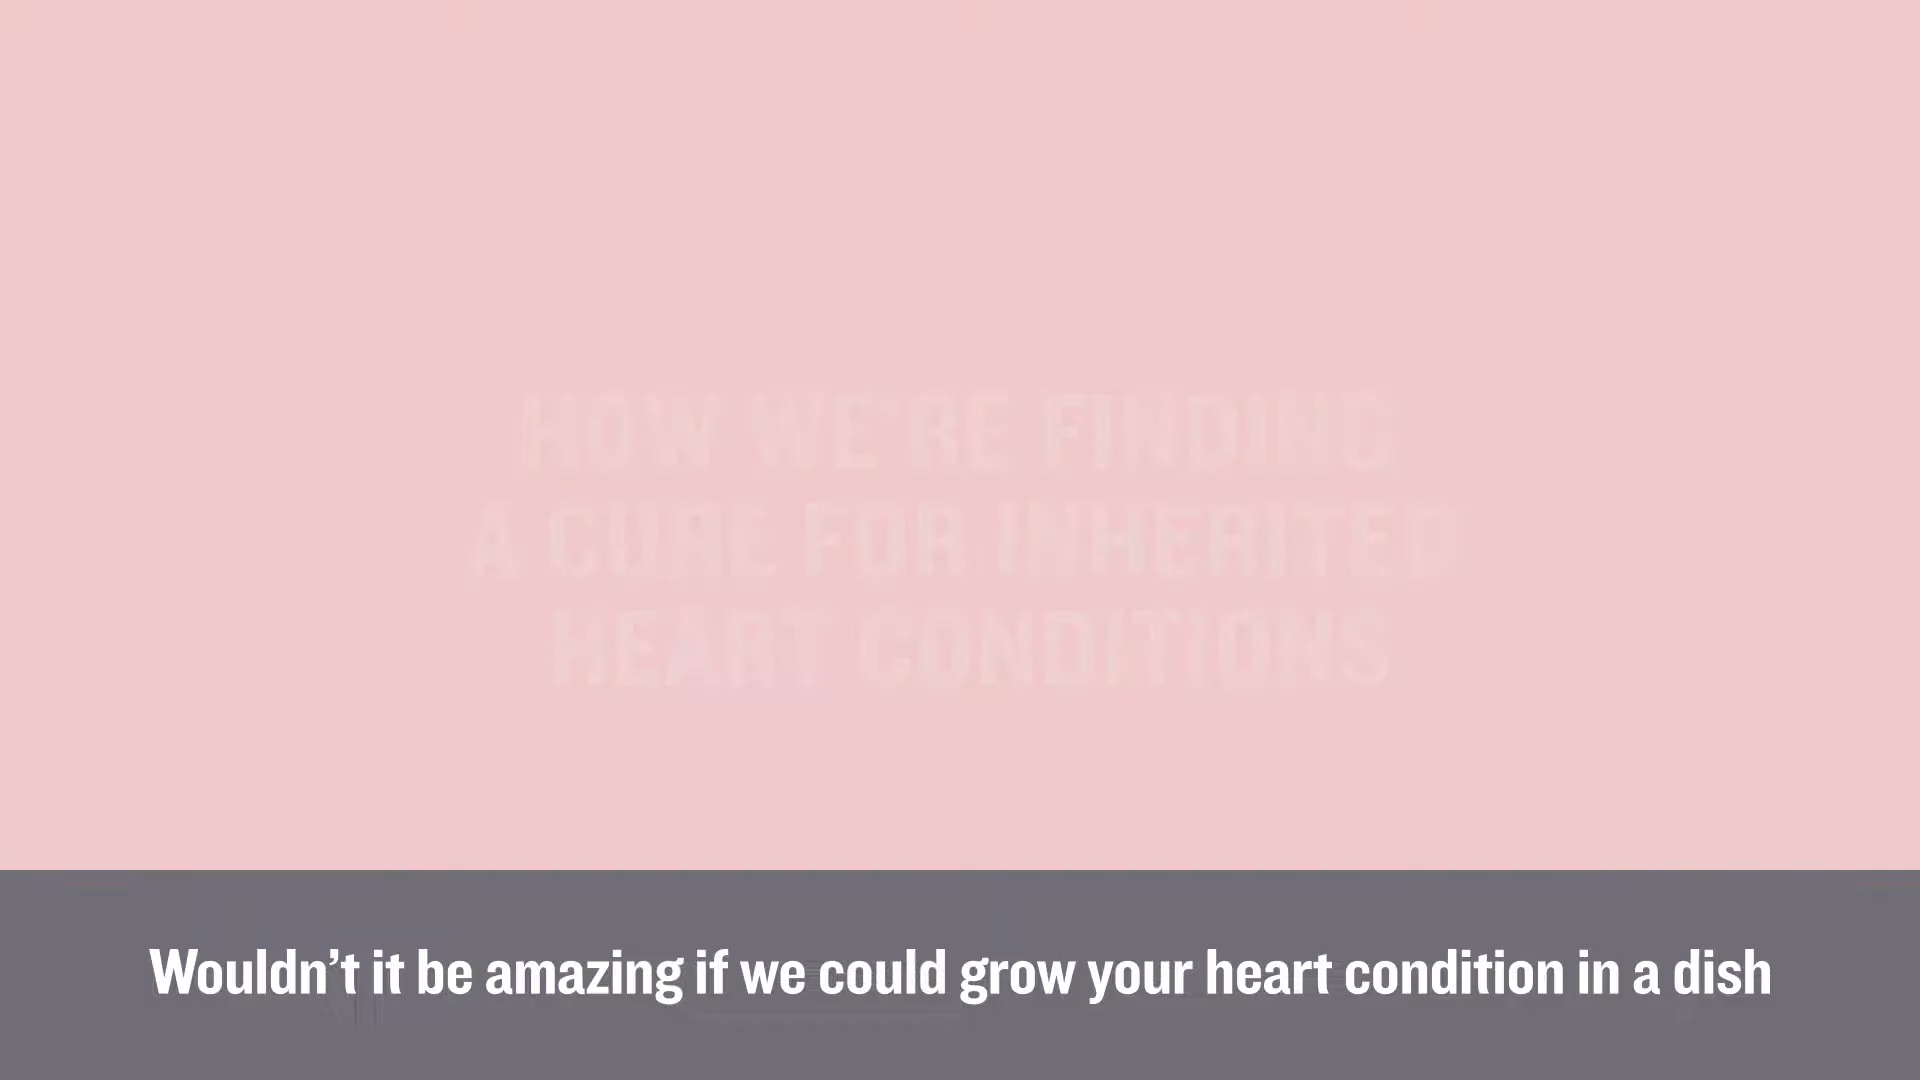 HOW WE'RE FINDING
A CURE FOR INHERITED
HEART CONDITIONS
Wouldn’t it be amazing if we could grow your heart condition in a dish